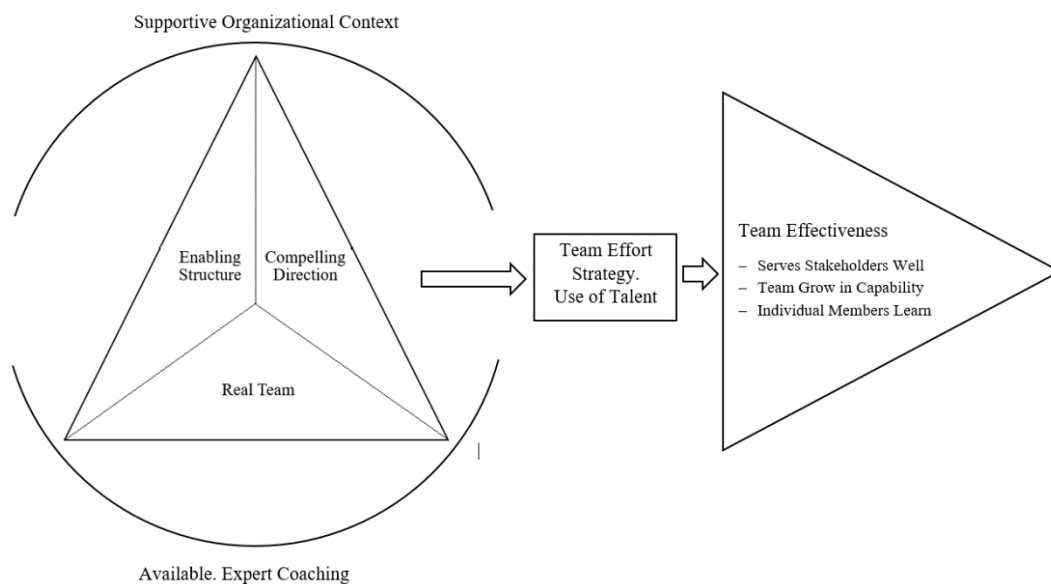 Supportive Organizational Context
Enabling
Structure
Compelling
Direction
Real Team
Available. Expert Coaching
Team Effort
Strategy.
Use of Talent
Team Effectiveness
– Serves Stakeholders Well
– Team Grow in Capability
– Individual Members Learn